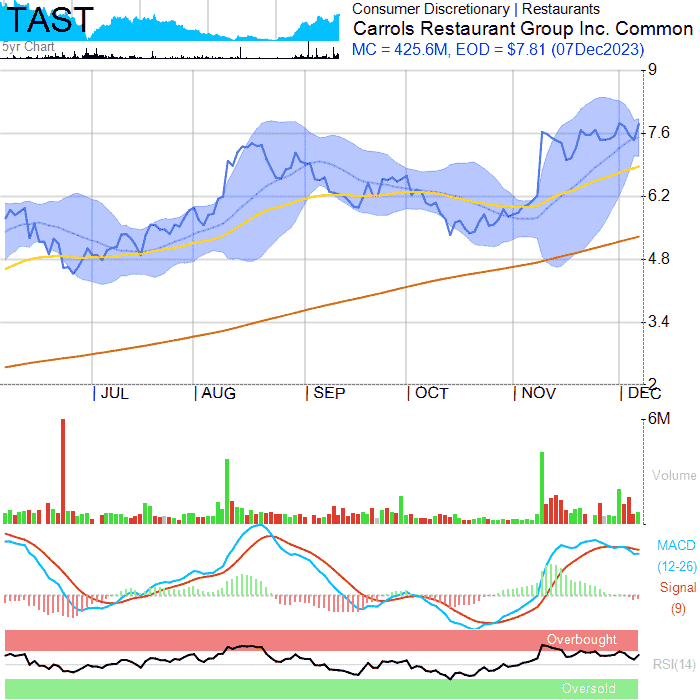 TAST
5yr Chart
Consumer Discretionary | Restaurants
Carrols Restaurant Group Inc. Common
MC = 425.6M, EOD = $7.81 (07Dec2023)
9
7.6
6.2
4.8
3.4
2
JUL AUG SEP OCT NOV DEC
6M
Volume
MACD
(12-26)
Signal
(9)
Overbought
RSI(14)
Oversold